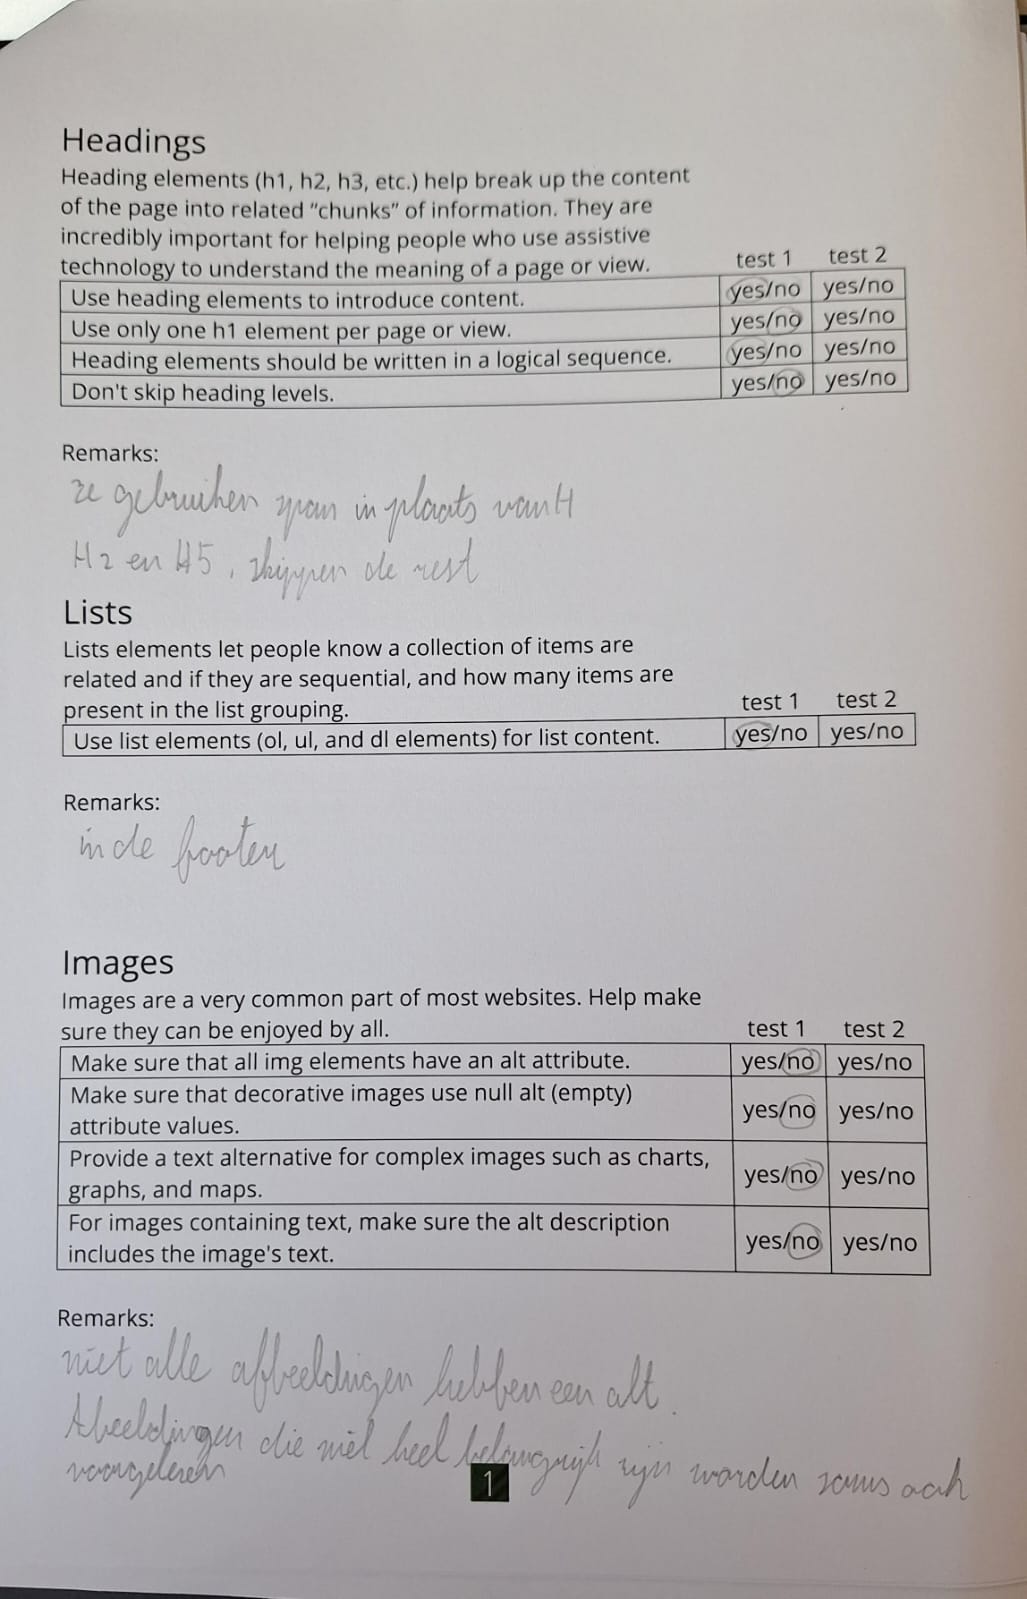 Headings
Heading elements (h1, h2, h3, etc.) help break up the content
of the page into related "chunks" of information. They are
incredibly important for helping people who use assistive
technology to understand the meaning of a page or view. test 1 test 2
Use heading elements to introduce content. yes/no yes/no
Use only one h1 element per page or view. yes/no yes/no
Heading elements should be written in a logical sequence. yes/no yes/no
Don't skip heading levels. yes/no yes/no
Remarks:
ze gebruiken span in plaats van H
H2 en H5, skippen de rest
Lists
Lists elements let people know a collection of items are
related and if they are sequential, and how many items are
present in the list grouping. test 1 test 2
Use list elements (ol, ul, and dl elements) for list content. yes/no yes/no
Remarks:
in de footer
Images
Images are a very common part of most websites. Help make
sure they can be enjoyed by all. test 1 test 2
Make sure that all img elements have an alt attribute. yes/no yes/no
Make sure that decorative images use null alt (empty)
attribute values. yes/no yes/no
Provide a text alternative for complex images such as charts,
graphs, and maps. yes/no yes/no
For images containing text, make sure the alt description
includes the image's text. yes/no yes/no
Remarks:
niet alle afbeeldingen hebben een alt.
Abeeldingen die niet heel belangrijk zijn worden soms ook
voorgelezen
1